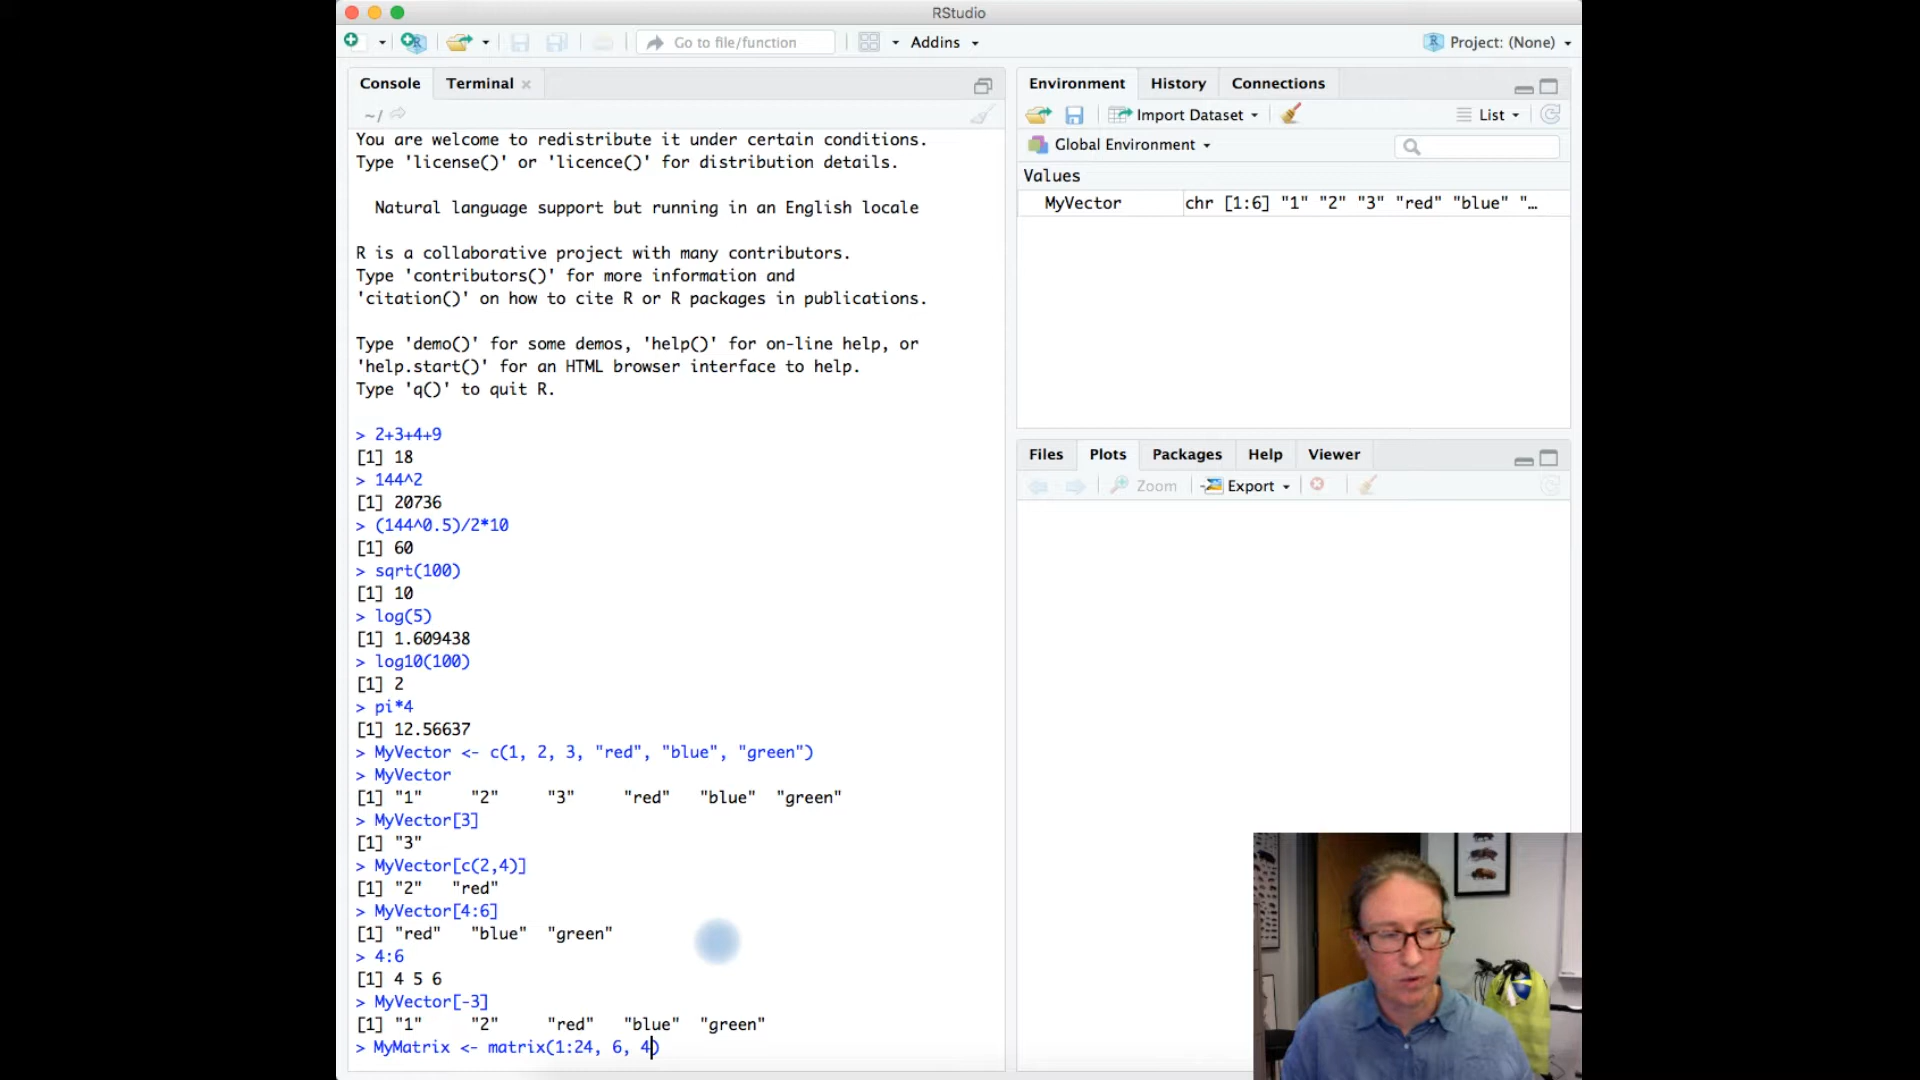 RStudio
Go to file/function
Addins
Project: (None)
Console
Terminal
~/
You are welcome to redistribute it under certain conditions.
Type 'license()' or 'licence()' for distribution details.
Natural language support but running in an English locale
R is a collaborative project with many contributors.
Type 'contributors()' for more information and
'citation()' on how to cite R or R packages in publications.
Type 'demo()' for some demos, 'help()' for on-line help, or
'help.start()' for an HTML browser interface to help.
Type 'q()' to quit R.
> 2+3+4+9
[1] 18
> 144^2
[1] 20736
> (144^0.5)/2*10
[1] 60
> sqrt(100)
[1] 10
> log(5)
[1] 1.609438
> log10(100)
[1] 2
> pi*4
[1] 12.56637
> MyVector <- c(1, 2, 3, "red", "blue", "green")
> MyVector
[1] "1" "2" "3" "red" "blue" "green"
> MyVector[3]
[1] "3"
> MyVector[c(2,4)]
[1] "2" "red"
> MyVector[4:6]
[1] "red" "blue" "green"
> 4:6
[1] 4 5 6
> MyVector[-3]
[1] "1" "2" "red" "blue" "green"
> MyMatrix <- matrix(1:24, 6, 4)
Environment
History
Connections
Import Dataset
List
Global Environment
Values
MyVector chr [1:6] "1" "2" "3" "red" "blue" "…
Files
Plots
Packages
Help
Viewer
Zoom
Export